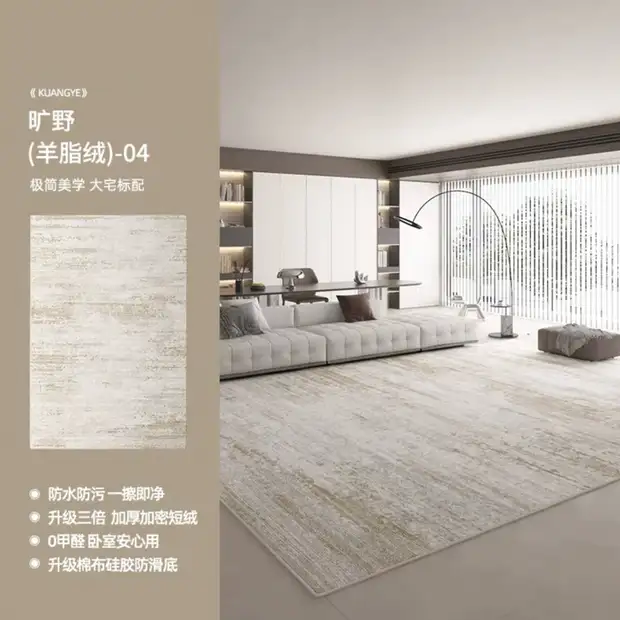 《 KUANGYE》
旷野
(羊脂绒)-04
极简美学 大宅标配
防水防污 一擦即净
升级三倍 加厚加密短绒
0甲醛 卧室安心用
升级棉布硅胶防滑底